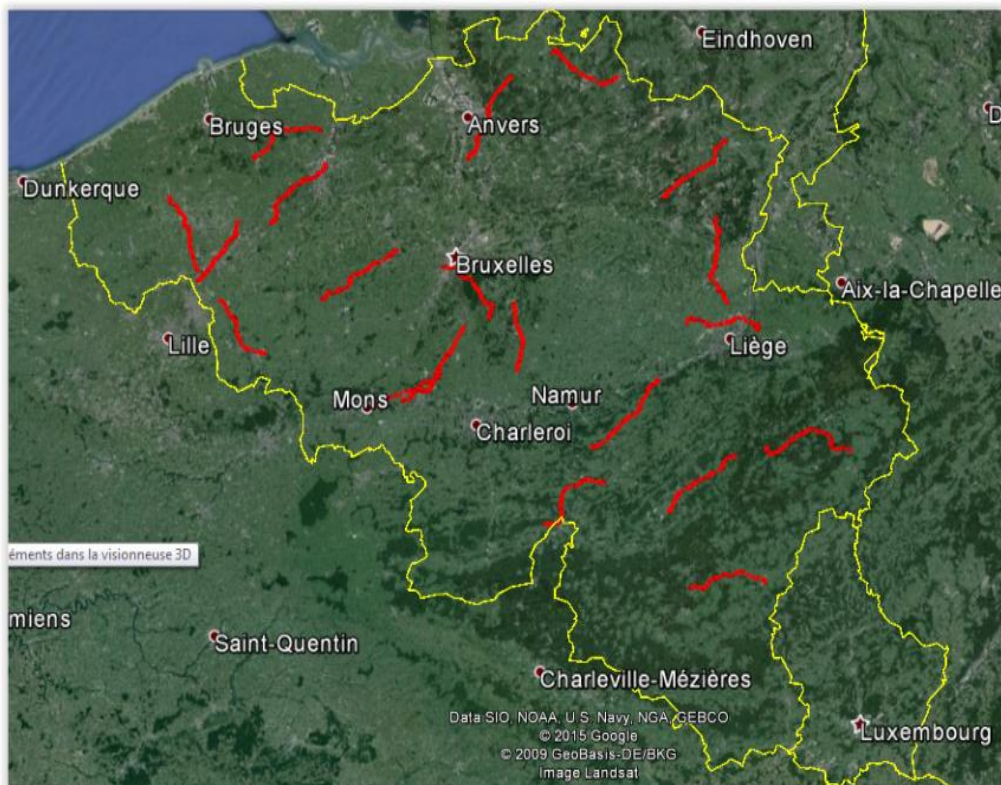 Eindhoven
Bruges
Anvers
D
Dunkerque
Bruxelles
Aix-la-Chapelle
Lille
Liège
Mons
Namur
Charleroi
éments dans la visionneuse 3D
miens
Saint-Quentin
Charleville-Mézières
Data SIO, NOAA, U.S. Navy, NGA, GEBCO
© 2015 Google
Luxembourg
© 2009 GeoBasis-DE/BKG
Image Landsat